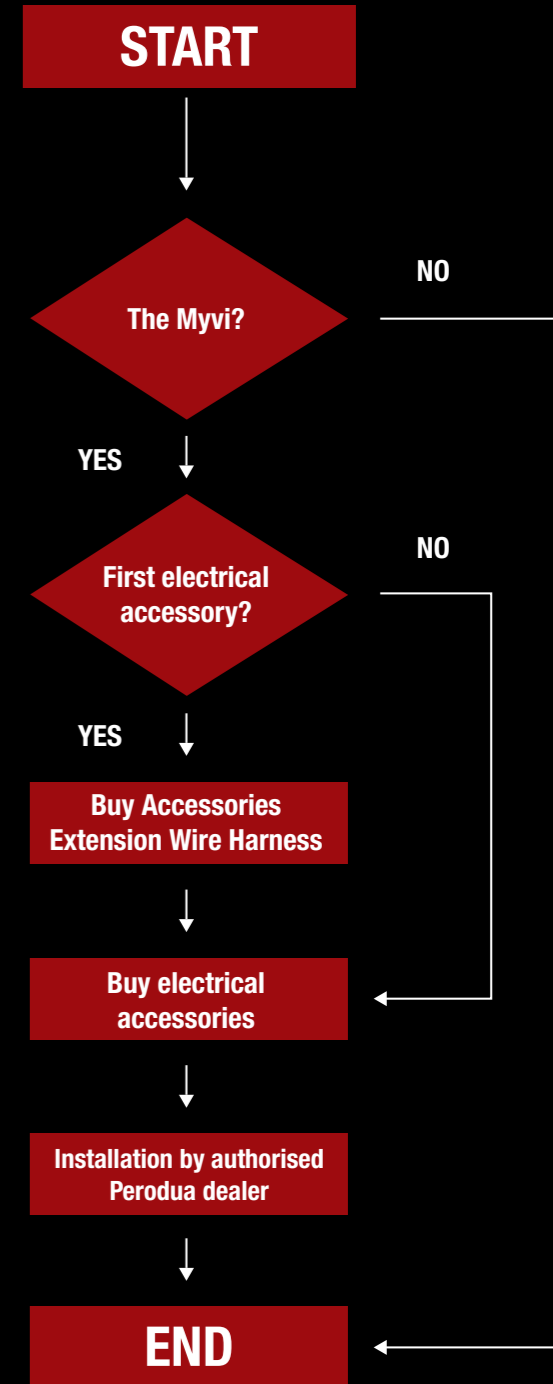 START
NO
The Myvi?
YES
NO
First electrical
accessory?
YES
Buy Accessories
Extension Wire Harness
Buy electrical
accessories
Installation by authorised
Perodua dealer
END